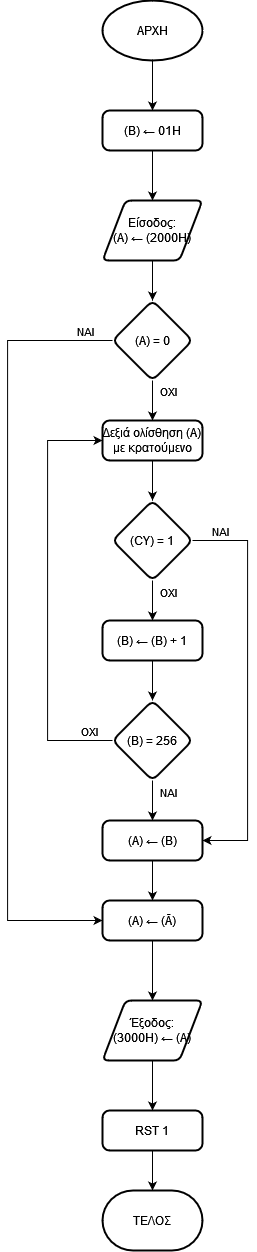 ΑΡΧΗ
(B) ← 01H
Είσοδος:
(A) ← (2000H)
ΝΑΙ
(A) = 0
ΟΧΙ
Δεξιά ολίσθηση (A)
με κρατούμενο
(CY) = 1
ΝΑΙ
ΟΧΙ
(B) ← (B) + 1
ΟΧΙ
(B) = 256
ΝΑΙ
(A) ← (B)
(A) ← (Ā)
Έξοδος:
(3000H) ← (A)
RST 1
ΤΕΛΟΣ